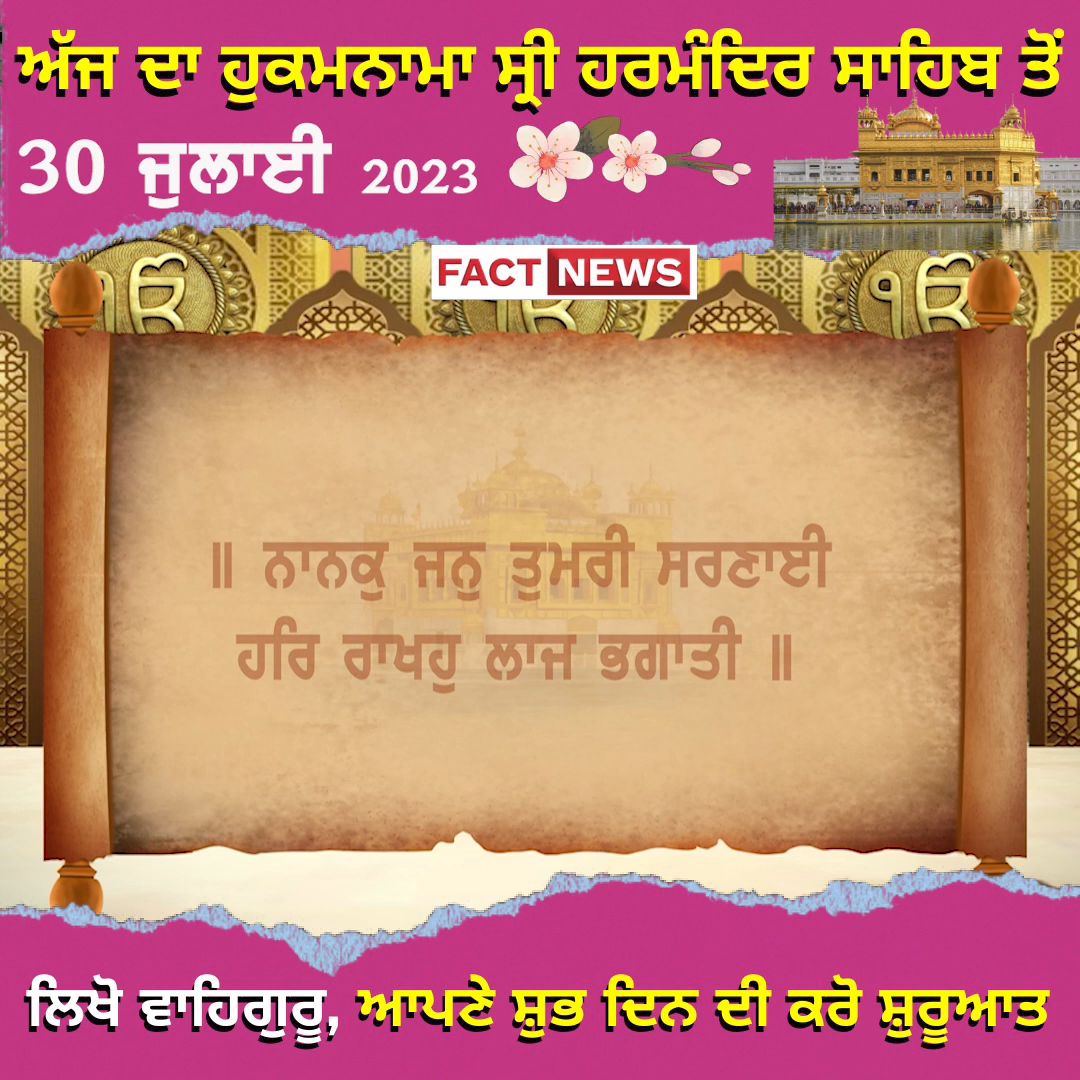 ਅੱਜ ਦਾ ਹੁਕਮਨਾਮਾ ਸ੍ਰੀ ਹਰਮੰਦਿਰ ਸਾਹਿਬ ਤੋਂ
30 ਜੁਲਾਈ 2023
FACT NEWS
॥ ਨਾਨਕੁ ਜਨੁ ਤੁਮਰੀ ਸਰਣਾਈ
ਹਰਿ ਰਾਖਹੁ ਲਾਜ ਭਗਾਤੀ ॥
ਲਿਖੋ ਵਾਹਿਗੁਰੂ, ਆਪਣੇ ਸ਼ੁਭ ਦਿਨ ਦੀ ਕਰੋ ਸ਼ੁਰੂਆਤ